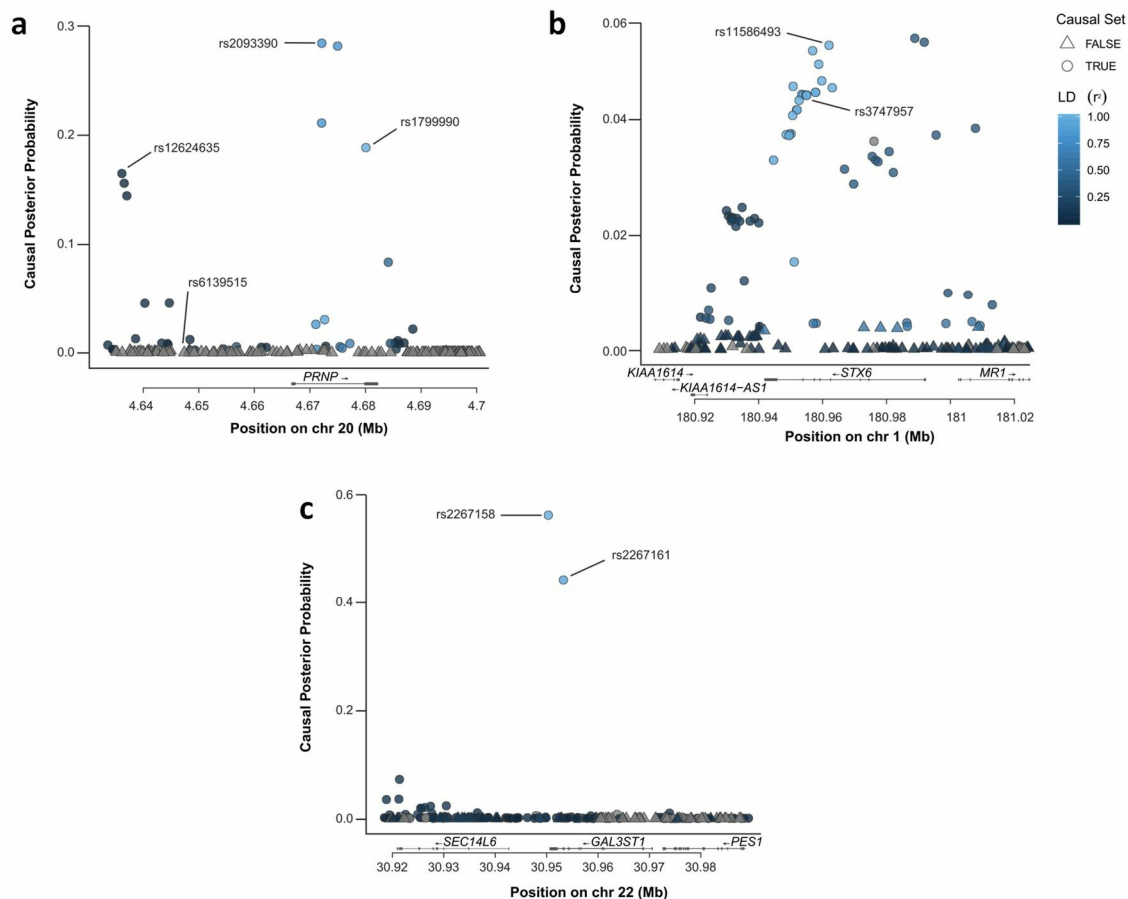 a
0.3
0.2
0.1
0.0
Causal Posterior Probability
rs2093390
rs1799990
rs12624635
rs6139515
PRNP →
4.64 4.65 4.66 4.67 4.68 4.69 4.7
Position on chr 20 (Mb)
b
0.06
0.04
0.02
0.00
Causal Posterior Probability
rs11586493
rs3747957
KIAA1614 → ←STX6 MR1 →
←KIAA1614−AS1
180.92 180.94 180.96 180.98 181 181.02
Position on chr 1 (Mb)
Causal Set
FALSE
TRUE
LD (r²)
1.00
0.75
0.50
0.25
c
0.6
0.4
0.2
0.0
Causal Posterior Probability
rs2267158
rs2267161
←SEC14L6 ←GAL3ST1 ←PES1
30.92 30.93 30.94 30.95 30.96 30.97 30.98
Position on chr 22 (Mb)